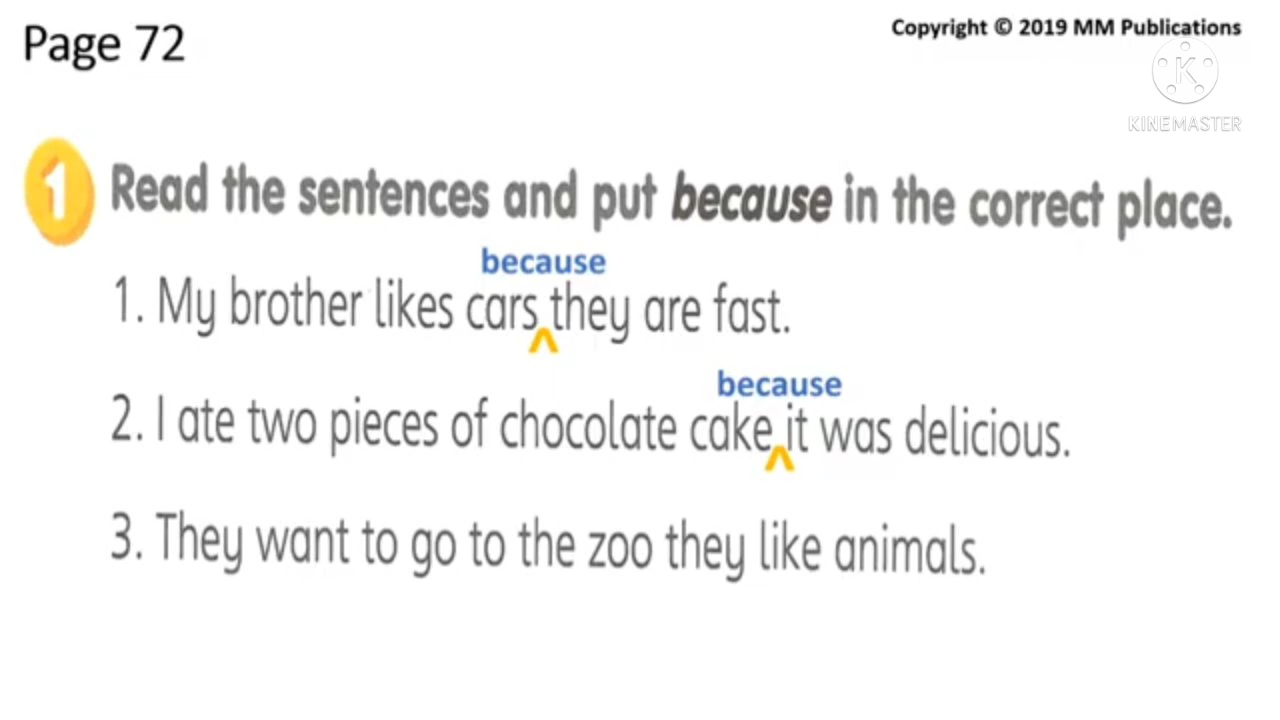 Page 72
Copyright © 2019 MM Publications
K
KINEMASTER
1 Read the sentences and put because in the correct place.
because
1. My brother likes cars they are fast.
^
because
2. I ate two pieces of chocolate cake it was delicious.
^
3. They want to go to the zoo they like animals.